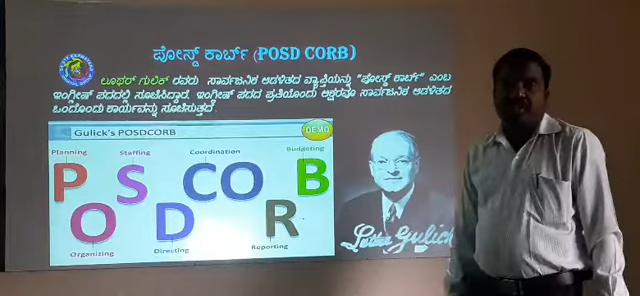 ಪೋಸ್ಡ್ ಕಾರ್ಬ್ (POSD CORB)
ಲೂಥರ್ ಗುಲಿಕ್ ರವರು ಸಾರ್ವಜನಿಕ ಆಡಳಿತದ ವ್ಯಾಪ್ತಿಯನ್ನು "ಪೋಸ್ಡ್ ಕಾರ್ಬ್" ಎಂಬ
ಇಂಗ್ಲೀಷ್ ಪದದಲ್ಲಿ ಸೂಚಿಸಿದ್ದಾರೆ. ಇಂಗ್ಲೀಷ್ ಪದದ ಪ್ರತಿಯೊಂದು ಅಕ್ಷರವೂ ಸಾರ್ವಜನಿಕ ಆಡಳಿತದ
ಒಂದೊಂದು ಕಾರ್ಯವನ್ನು ಸೂಚಿಸುತ್ತದೆ.
Gulick's POSDCORB
DEMO
Planning Staffing Coordination Budgeting
P S CO B
O D R
Organizing Directing Reporting
Luther Gulick